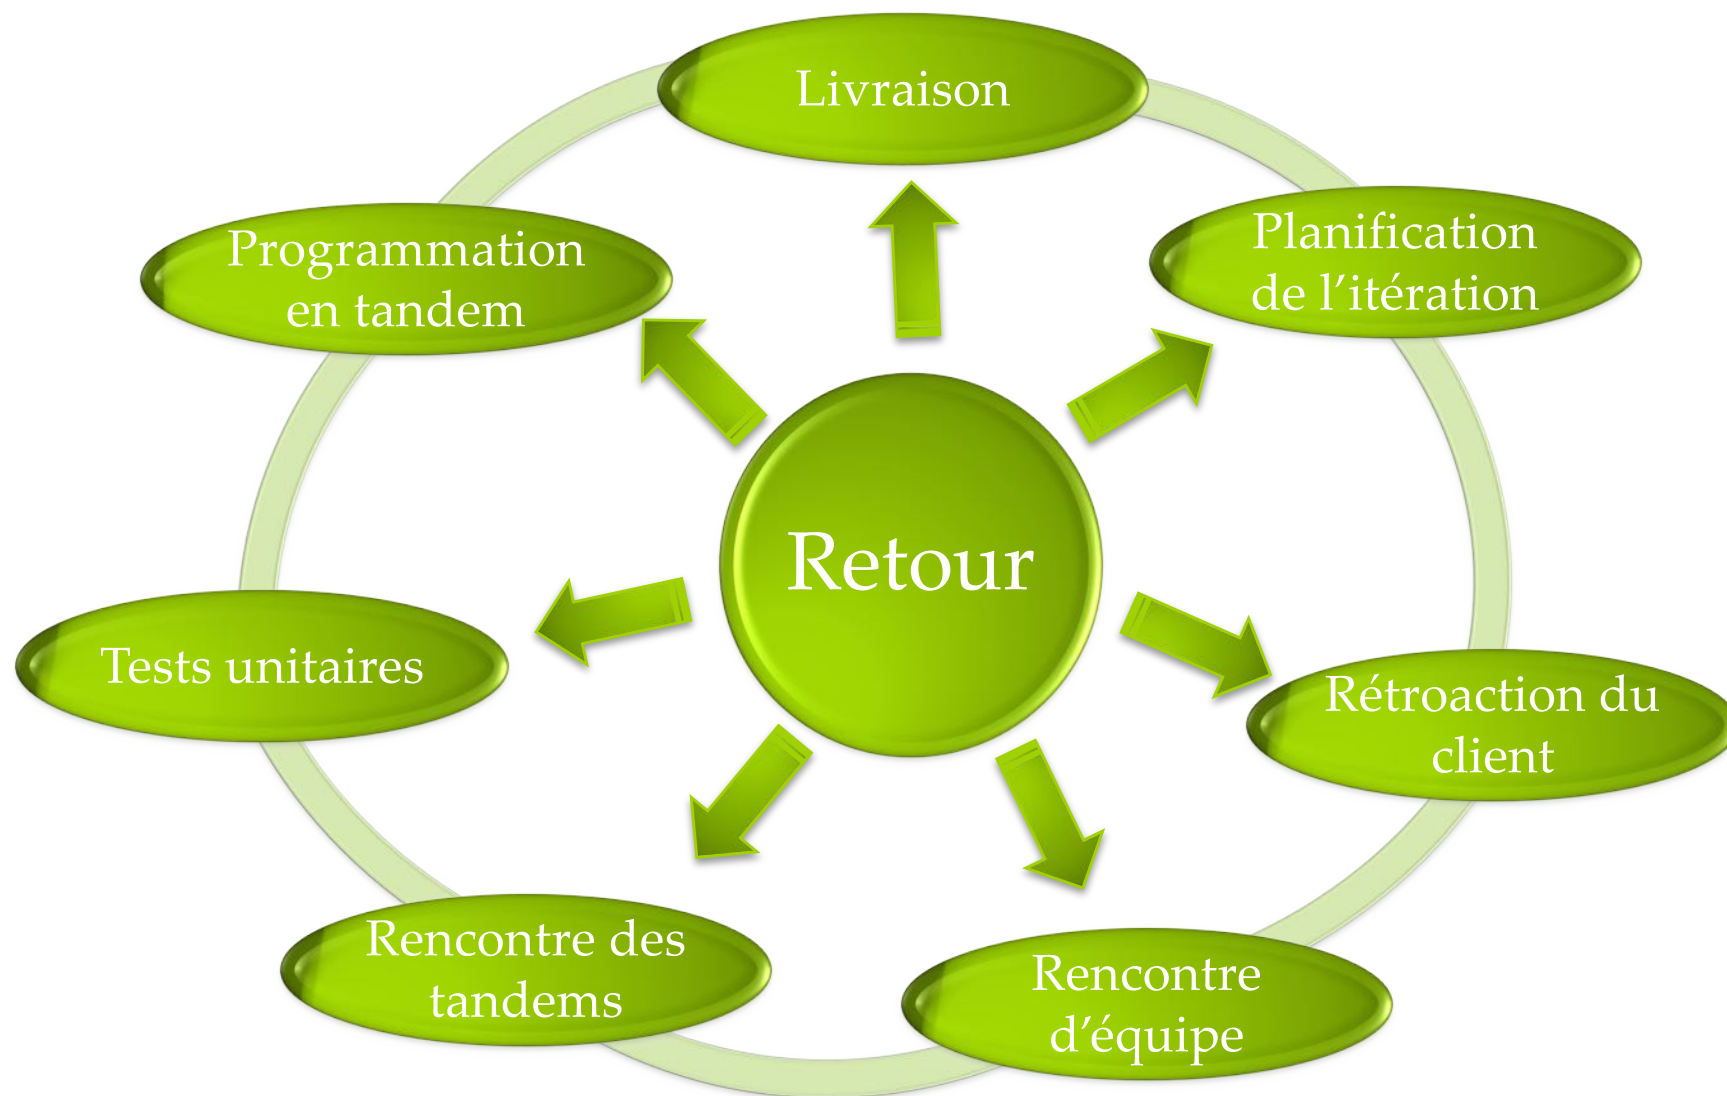 Livraison
Planification
de l’itération
Programmation
en tandem
Retour
Tests unitaires
Rétroaction du
client
Rencontre des
tandems
Rencontre
d’équipe